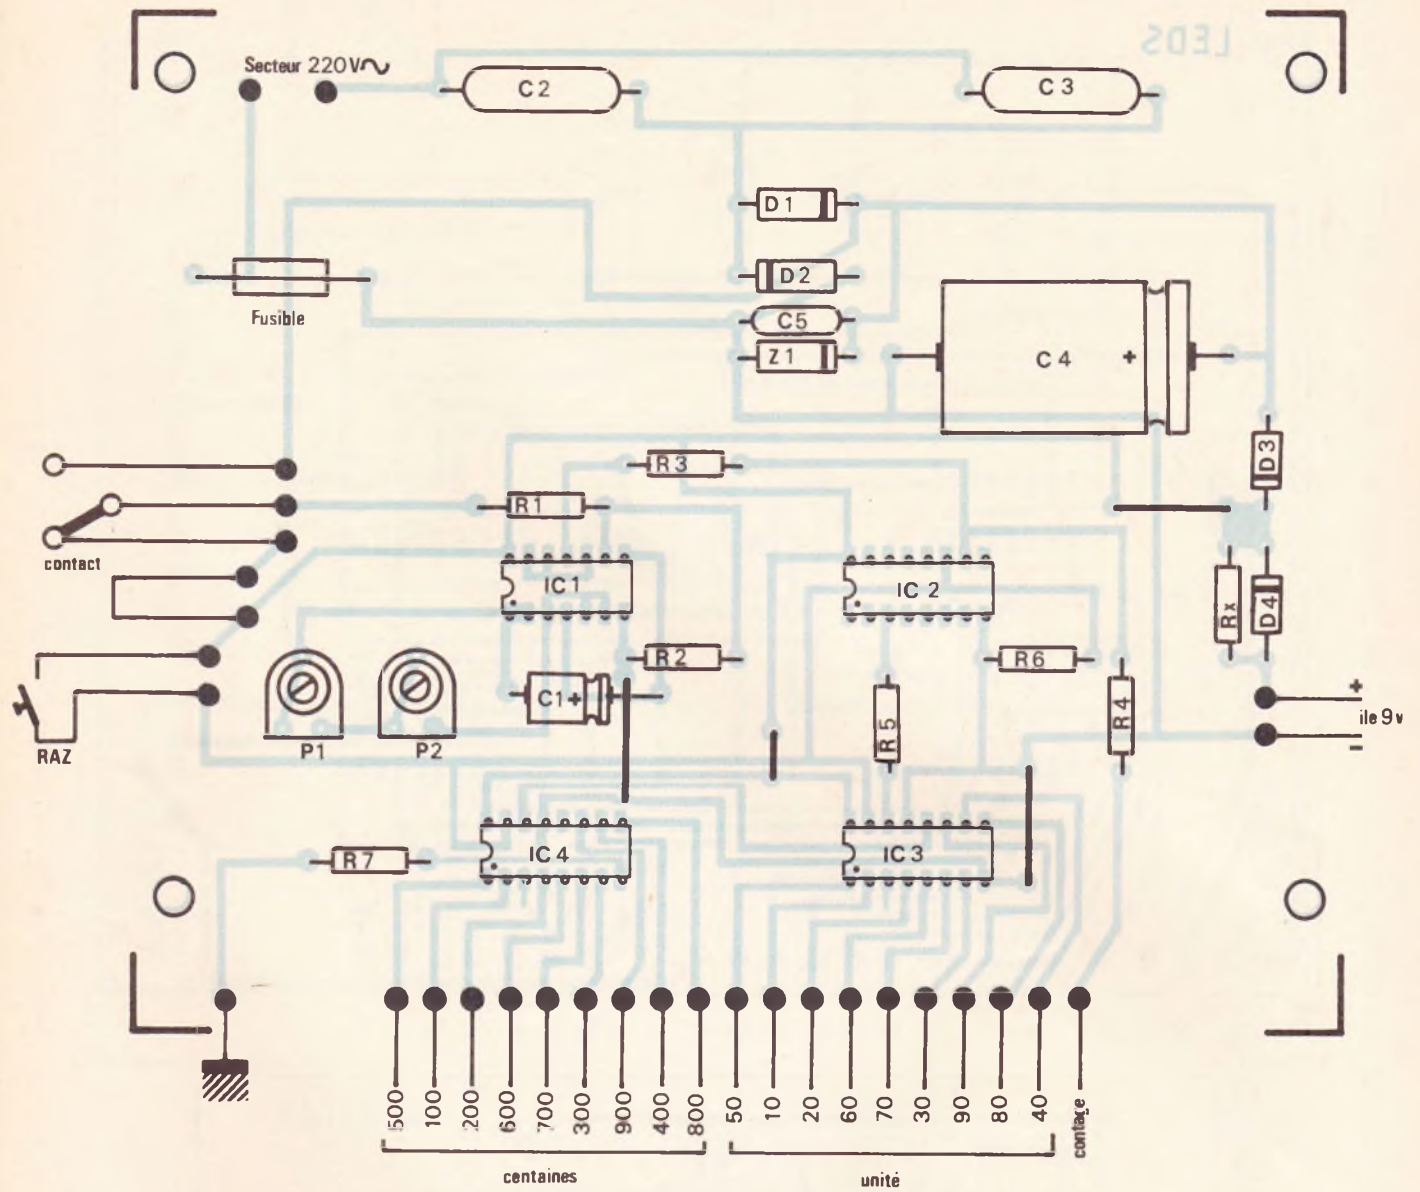 LEDS
Secteur 220V~
C2
C3
D1
D2
Fusible
C5
Z1
C4 +
R3
D3
R1
contact
IC1
IC2
Rx
D4
R2
R6
C1+
R5
R4
+
ile 9v
–
RAZ
P1
P2
R7
IC4
IC3
500
100
200
600
700
300
900
400
800
50
10
20
60
70
30
90
80
40
contage
centaines
unité